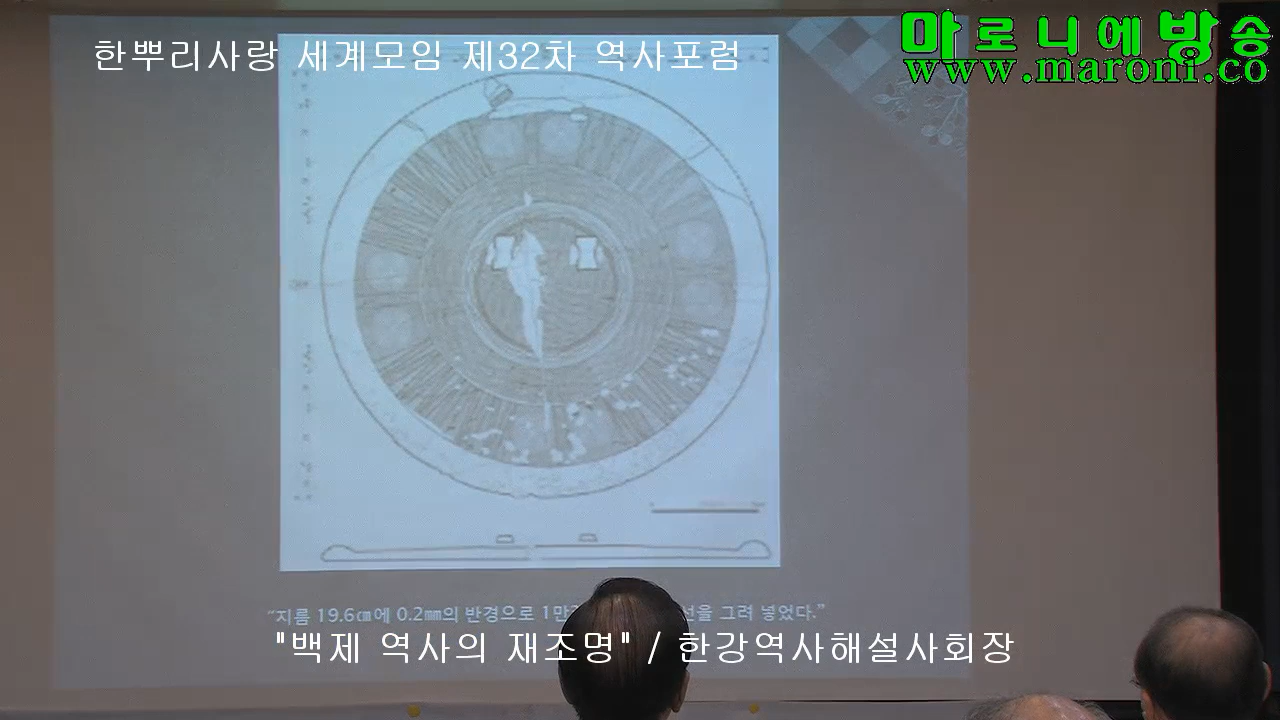 한뿌리사랑 세계모임 제32차 역사포럼
마로니에방송
www.maroni.co
"지름 19.6㎝에 0.2㎜의 반경으로 1만 선을 그려 넣었다."
"백제 역사의 재조명" / 한강역사해설사회장